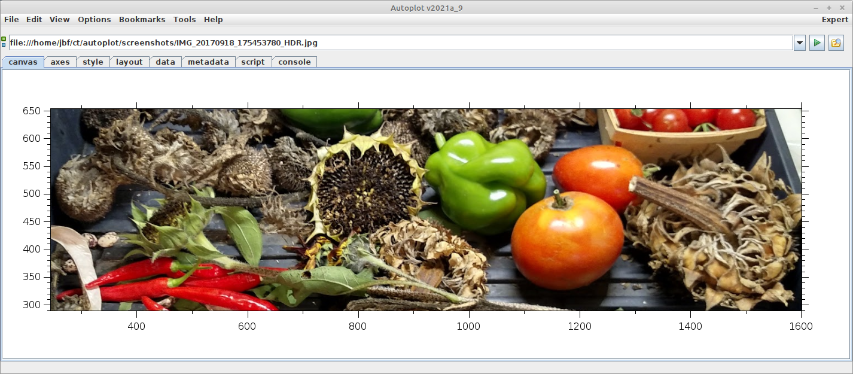 Autoplot v2021a_9
File Edit View Options Bookmarks Tools Help Expert
file:///home/jbf/ct/autoplot/screenshots/IMG_20170918_175453780_HDR.jpg
canvas axes style layout data metadata script console
650
600
550
500
450
400
350
300
400 600 800 1000 1200 1400 1600